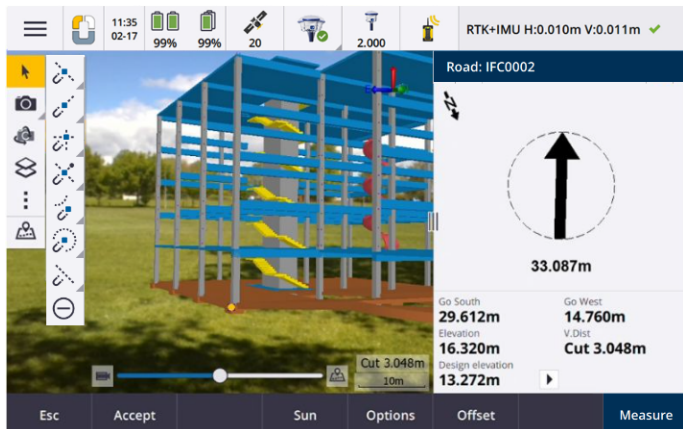 11:35
02-17
99%
99%
20
2.000
RTK+IMU H:0.010m V:0.011m
Road: IFC0002
33.087m
Go South
Go West
29.612m
14.760m
Elevation
V.Dist
16.320m
Cut 3.048m
Design elevation
13.272m
Cut 3.048m
10m
Esc
Accept
Sun
Options
Offset
Measure